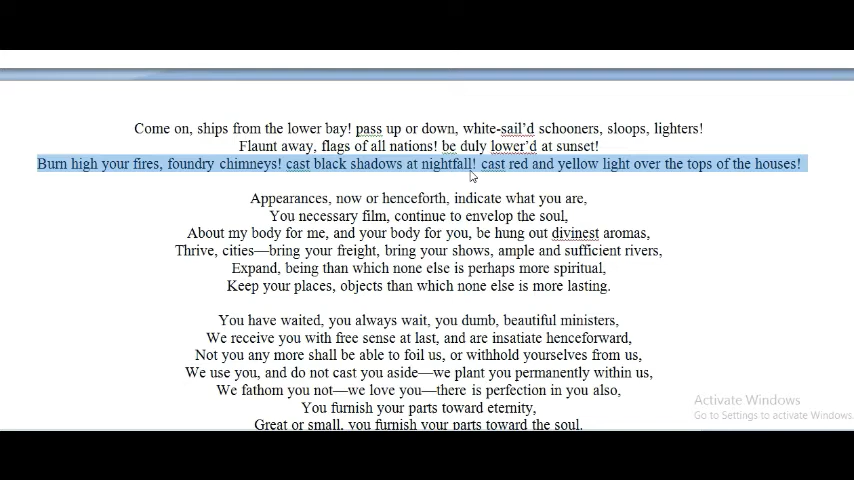 Come on, ships from the lower bay! pass up or down, white-sail’d schooners, sloops, lighters!
Flaunt away, flags of all nations! be duly lower’d at sunset!
Burn high your fires, foundry chimneys! cast black shadows at nightfall! cast red and yellow light over the tops of the houses!
Appearances, now or henceforth, indicate what you are,
You necessary film, continue to envelop the soul,
About my body for me, and your body for you, be hung out divinest aromas,
Thrive, cities—bring your freight, bring your shows, ample and sufficient rivers,
Expand, being than which none else is perhaps more spiritual,
Keep your places, objects than which none else is more lasting.
You have waited, you always wait, you dumb, beautiful ministers,
We receive you with free sense at last, and are insatiate henceforward,
Not you any more shall be able to foil us, or withhold yourselves from us,
We use you, and do not cast you aside—we plant you permanently within us,
We fathom you not—we love you—there is perfection in you also,
You furnish your parts toward eternity,
Great or small, you furnish your parts toward the soul.
Activate Windows
Go to Settings to activate Windows.